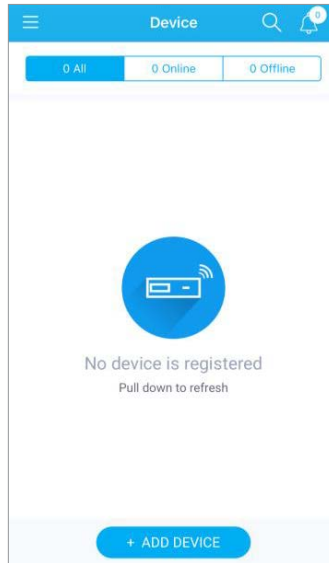 Device
0
0 All
0 Online
0 Offline
No device is registered
Pull down to refresh
+ ADD DEVICE